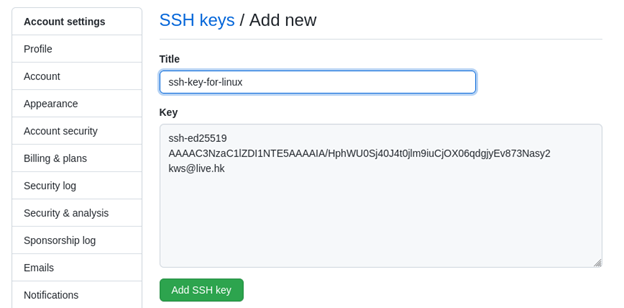 Account settings
Profile
Account
Appearance
Account security
Billing & plans
Security log
Security & analysis
Sponsorship log
Emails
Notifications
SSH keys / Add new
Title
ssh-key-for-linux
Key
ssh-ed25519
AAAAC3NzaC1lZDI1NTE5AAAAIA/HphWU0Sj40J4t0jlm9iuCjOX06qdgjyEv873Nasy2
kws@live.hk
Add SSH key